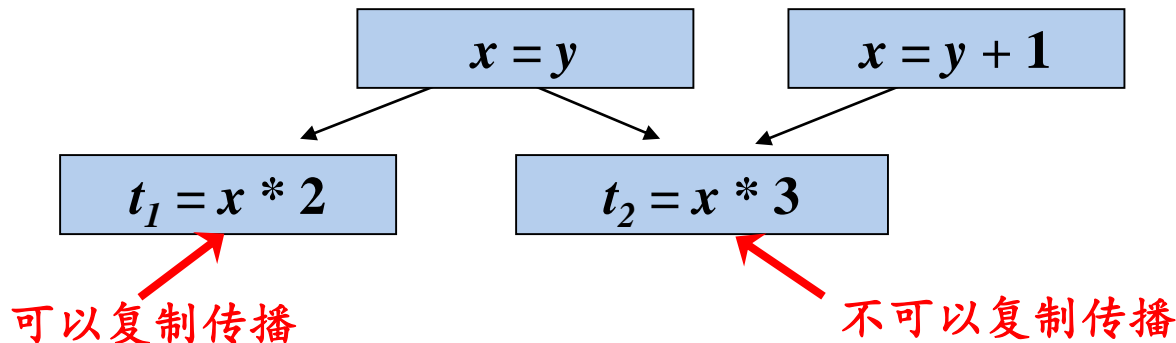 x = y
x = y + 1
t1 = x * 2
t2 = x * 3
可以复制传播
不可以复制传播